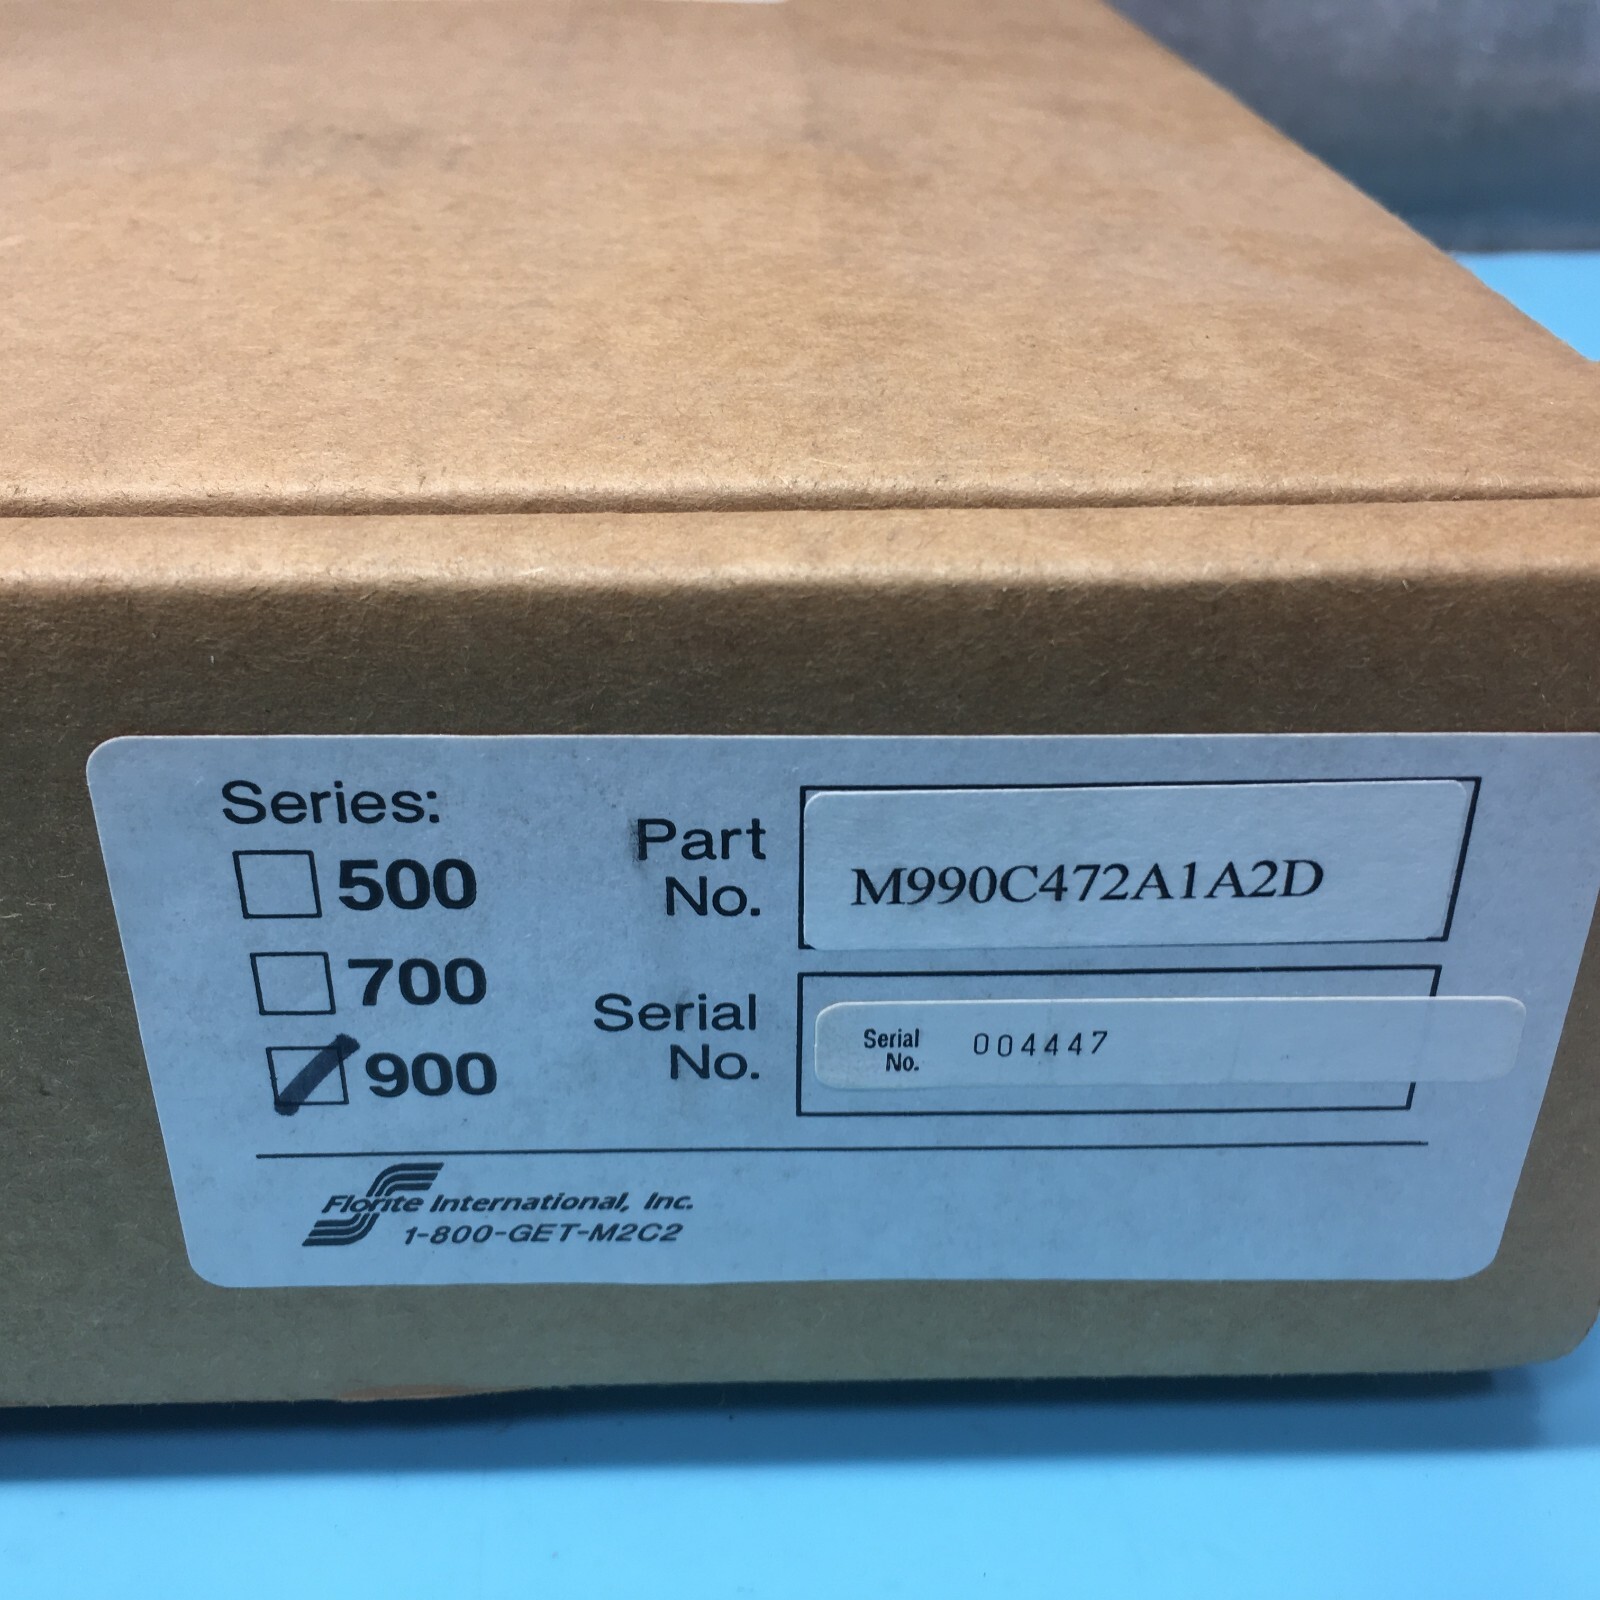 Series:
500
700
900
Part
No.
M990C472A1A2D
Serial
No.
Serial
No.
004447
Florite International, Inc.
1-800-GET-M2C2